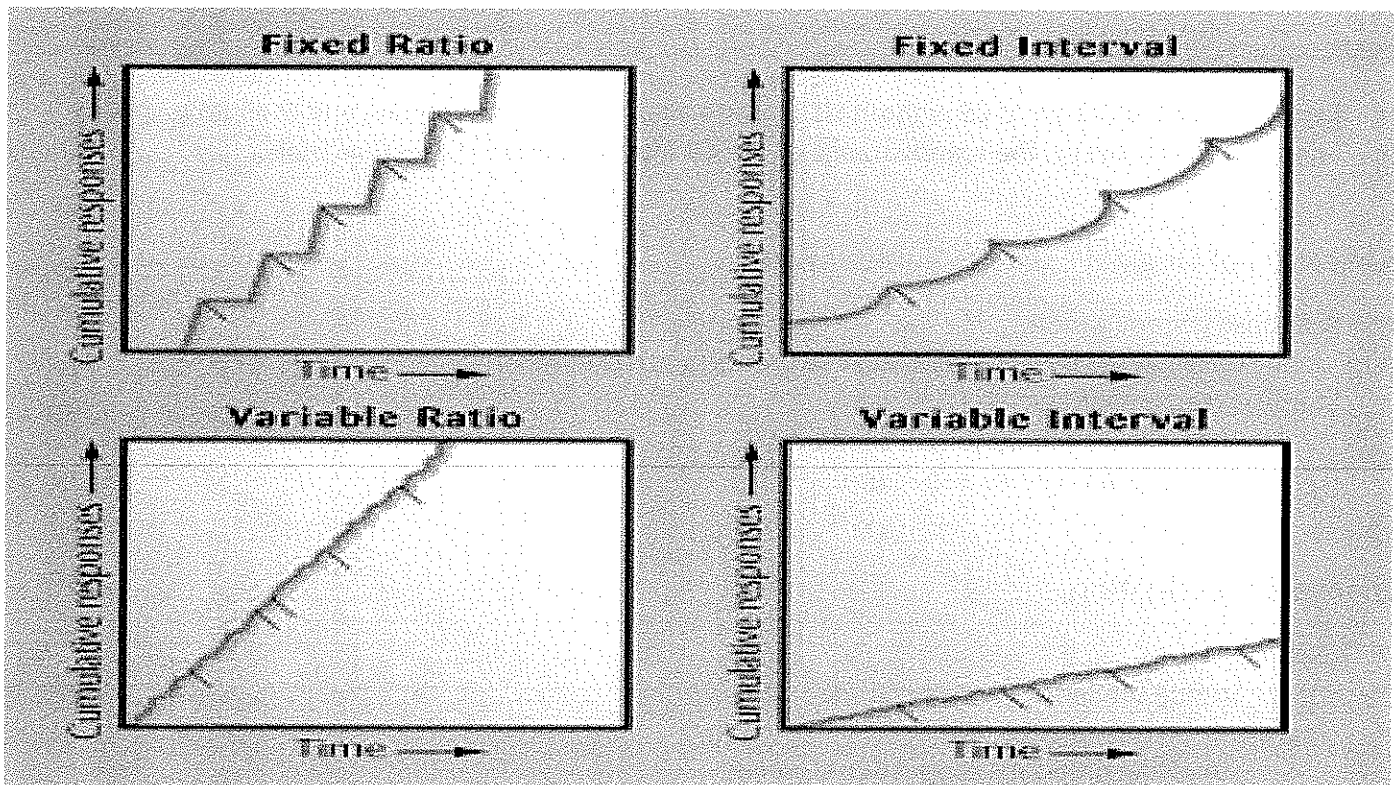 Fixed Ratio
Cumulative responses
Time
Fixed Interval
Cumulative responses
Time
Variable Ratio
Cumulative responses
Time
Variable Interval
Cumulative responses
Time